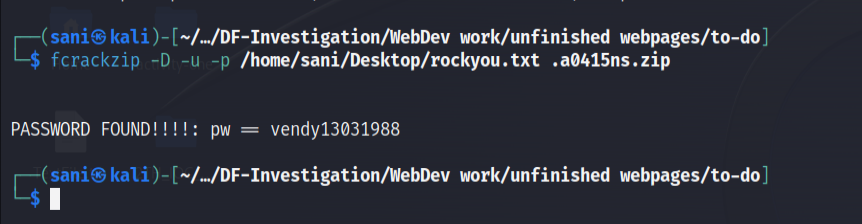 ┌──(sani㉿kali)-[~/…/DF-Investigation/WebDev work/unfinished webpages/to-do]
└─$ fcrackzip -D -u -p /home/sani/Desktop/rockyou.txt .a0415ns.zip
PASSWORD FOUND!!!!: pw == vendy13031988
┌──(sani㉿kali)-[~/…/DF-Investigation/WebDev work/unfinished webpages/to-do]
└─$